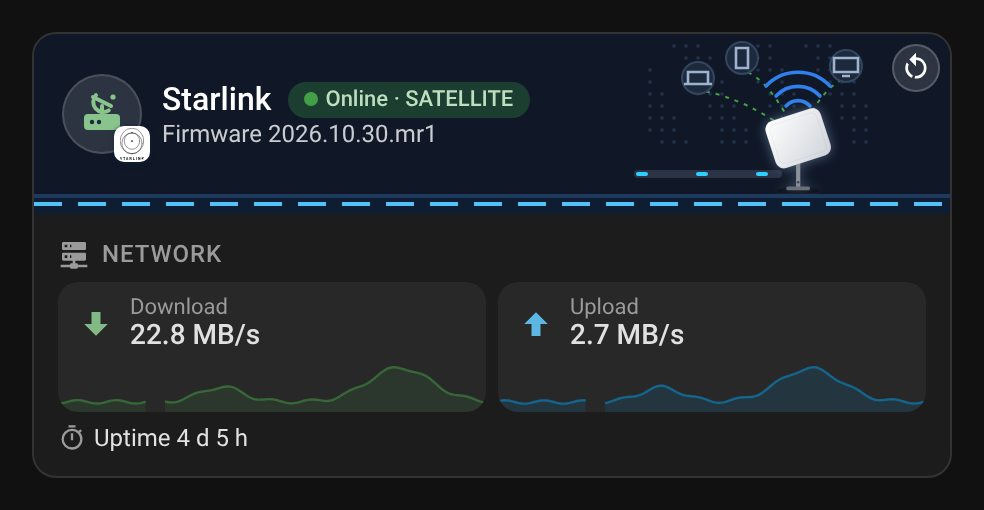 Starlink
Online · SATELLITE
Firmware 2026.10.30.mr1
STARLINK
NETWORK
Download
22.8 MB/s
Upload
2.7 MB/s
Uptime 4 d 5 h